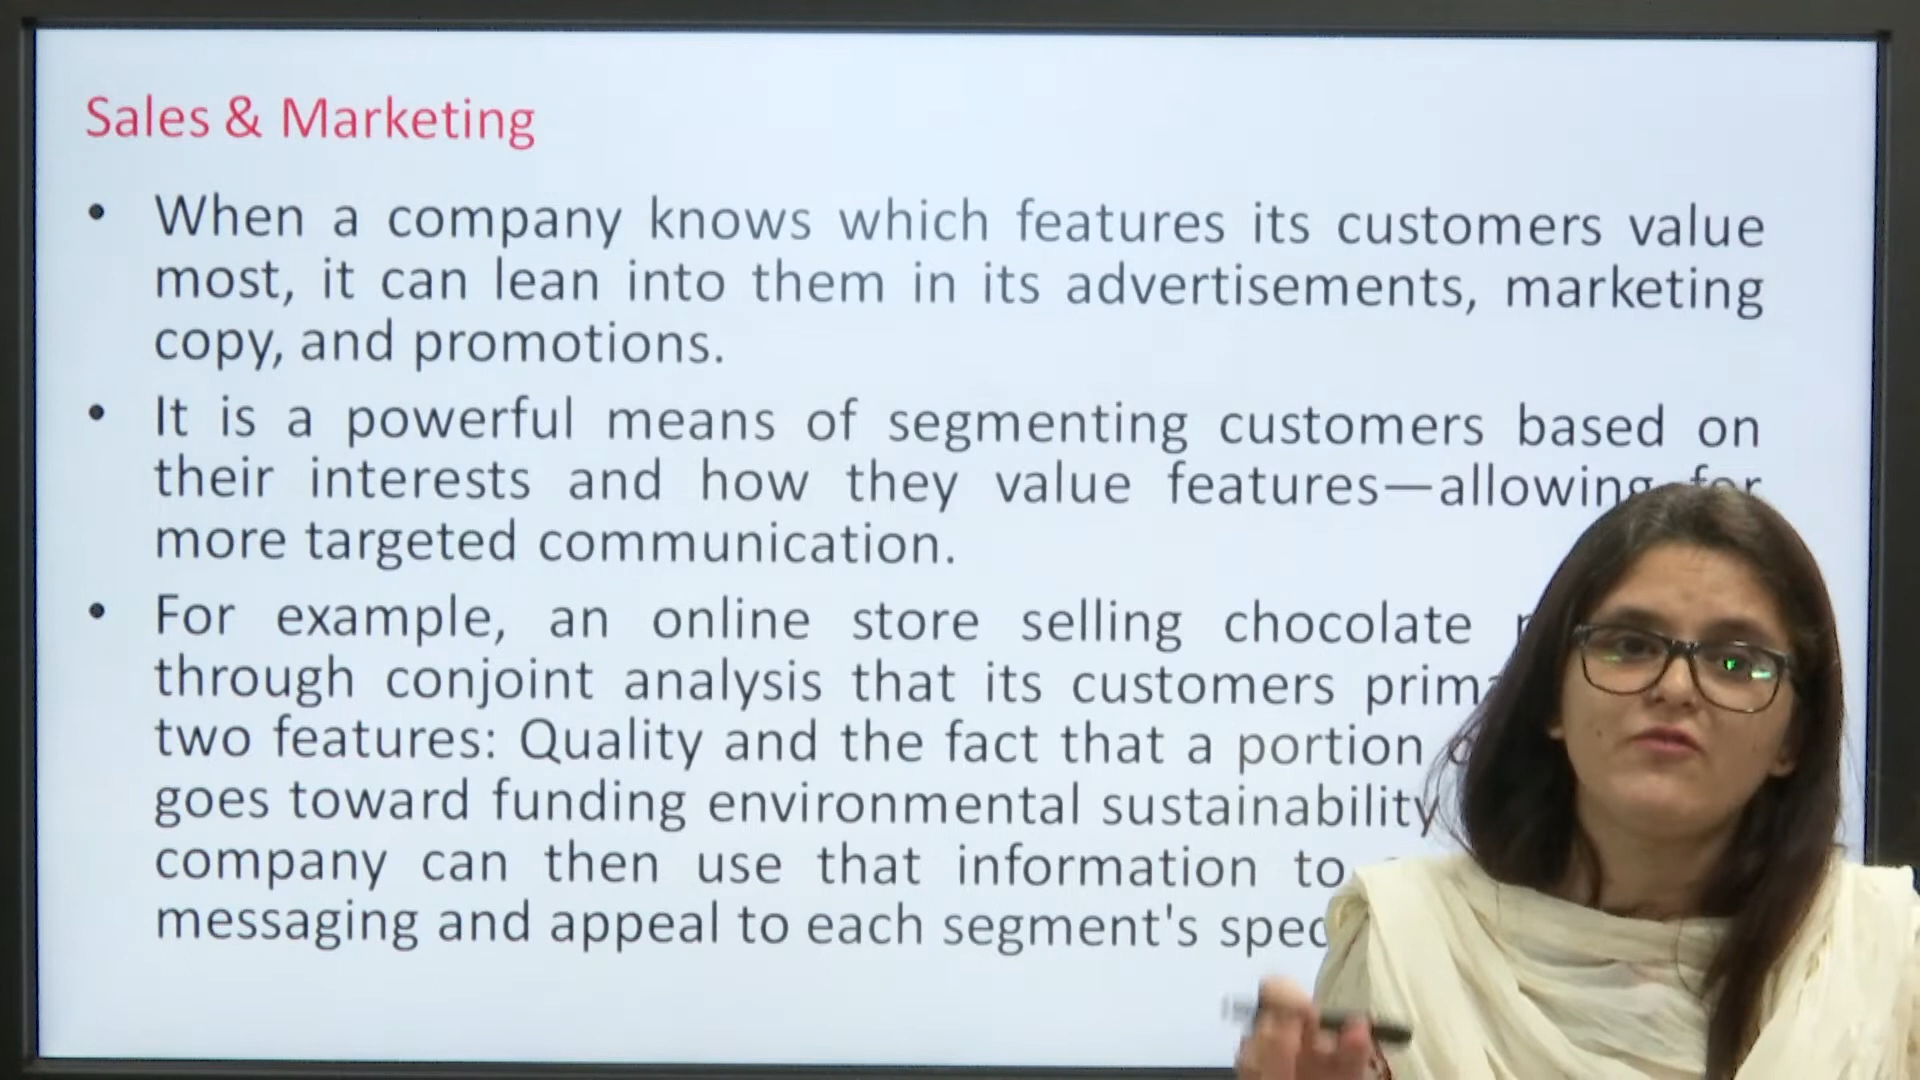 Sales & Marketing
• When a company knows which features its customers value
most, it can lean into them in its advertisements, marketing
copy, and promotions.
• It is a powerful means of segmenting customers based on
their interests and how they value features—allowing for
more targeted communication.
• For example, an online store selling chocolate
through conjoint analysis that its customers
two features: Quality and the fact that a portion
goes toward funding environmental sustainability
company can then use that information to
messaging and appeal to each segment's